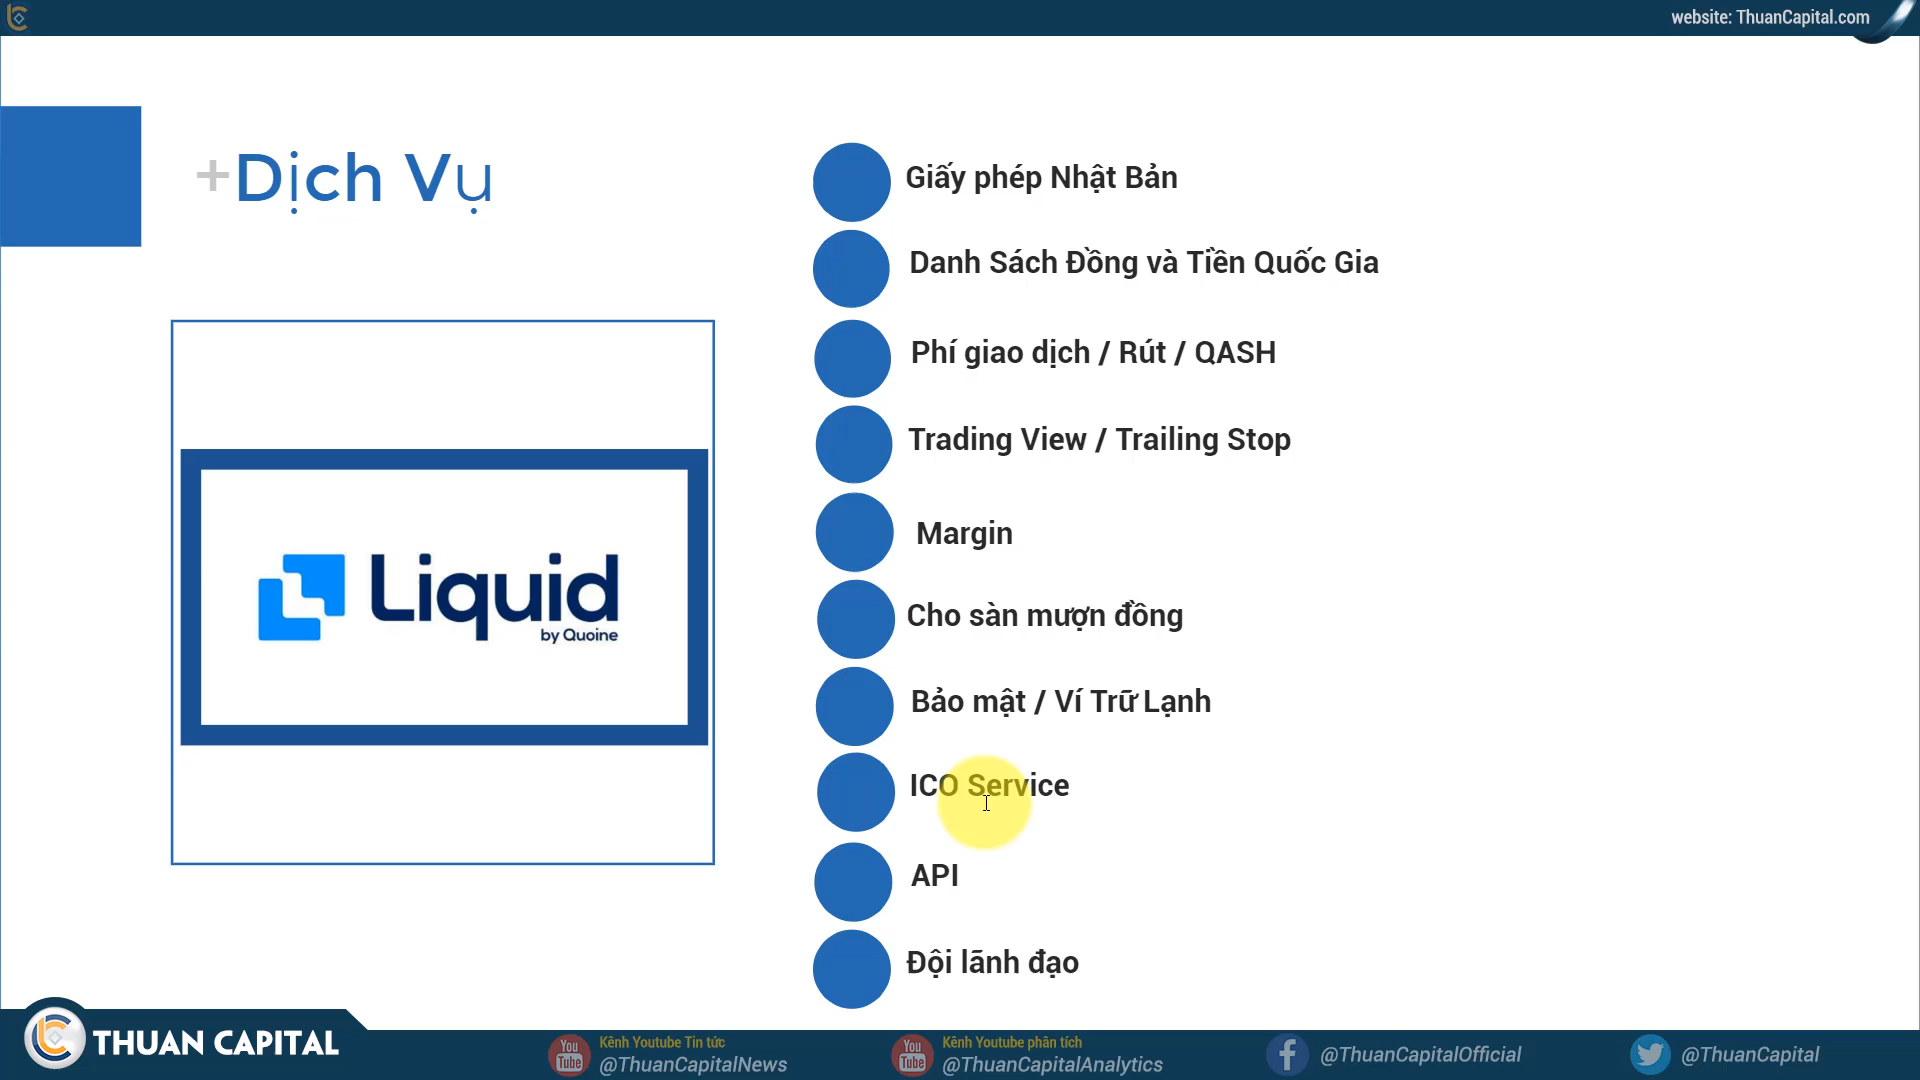 website: ThuanCapital.com
+Dịch Vụ
Liquid
by Quoine
Giấy phép Nhật Bản
Danh Sách Đồng và Tiền Quốc Gia
Phí giao dịch / Rút / QASH
Trading View / Trailing Stop
Margin
Cho sàn mượn đồng
Bảo mật / Ví Trữ Lạnh
ICO Service
API
Đội lãnh đạo
THUAN CAPITAL
You Tube
Kênh Youtube Tin tức
@ThuanCapitalNews
You Tube
Kênh Youtube phân tích
@ThuanCapitalAnalytics
@ThuanCapitalOfficial
@ThuanCapital